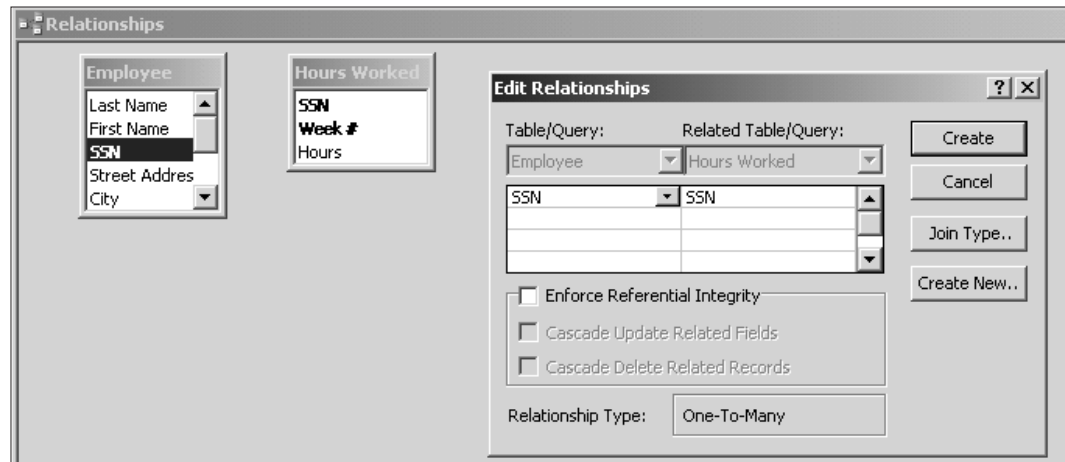 Relationships
Employee
Last Name
First Name
SSN
Street Addres
City
Hours Worked
SSN
Week #
Hours
Edit Relationships
?
Table/Query: Related Table/Query:
Employee Hours Worked
SSN SSN
Enforce Referential Integrity
Cascade Update Related Fields
Cascade Delete Related Records
Relationship Type: One-To-Many
Create
Cancel
Join Type..
Create New..